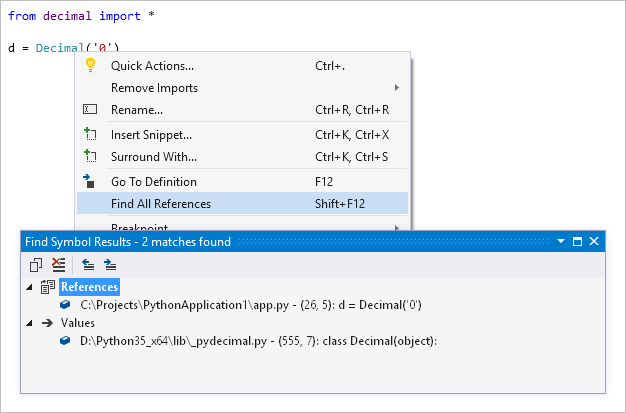 from decimal import *
d = Decimal('0')
Quick Actions... Ctrl+.
Remove Imports
Rename... Ctrl+R, Ctrl+R
Insert Snippet... Ctrl+K, Ctrl+X
Surround With... Ctrl+K, Ctrl+S
Go To Definition F12
Find All References Shift+F12
Breakpoint
Find Symbol Results - 2 matches found
References
C:\Projects\PythonApplication1\app.py - (26, 5): d = Decimal('0')
Values
D:\Python35_x64\lib\_pydecimal.py - (555, 7): class Decimal(object):